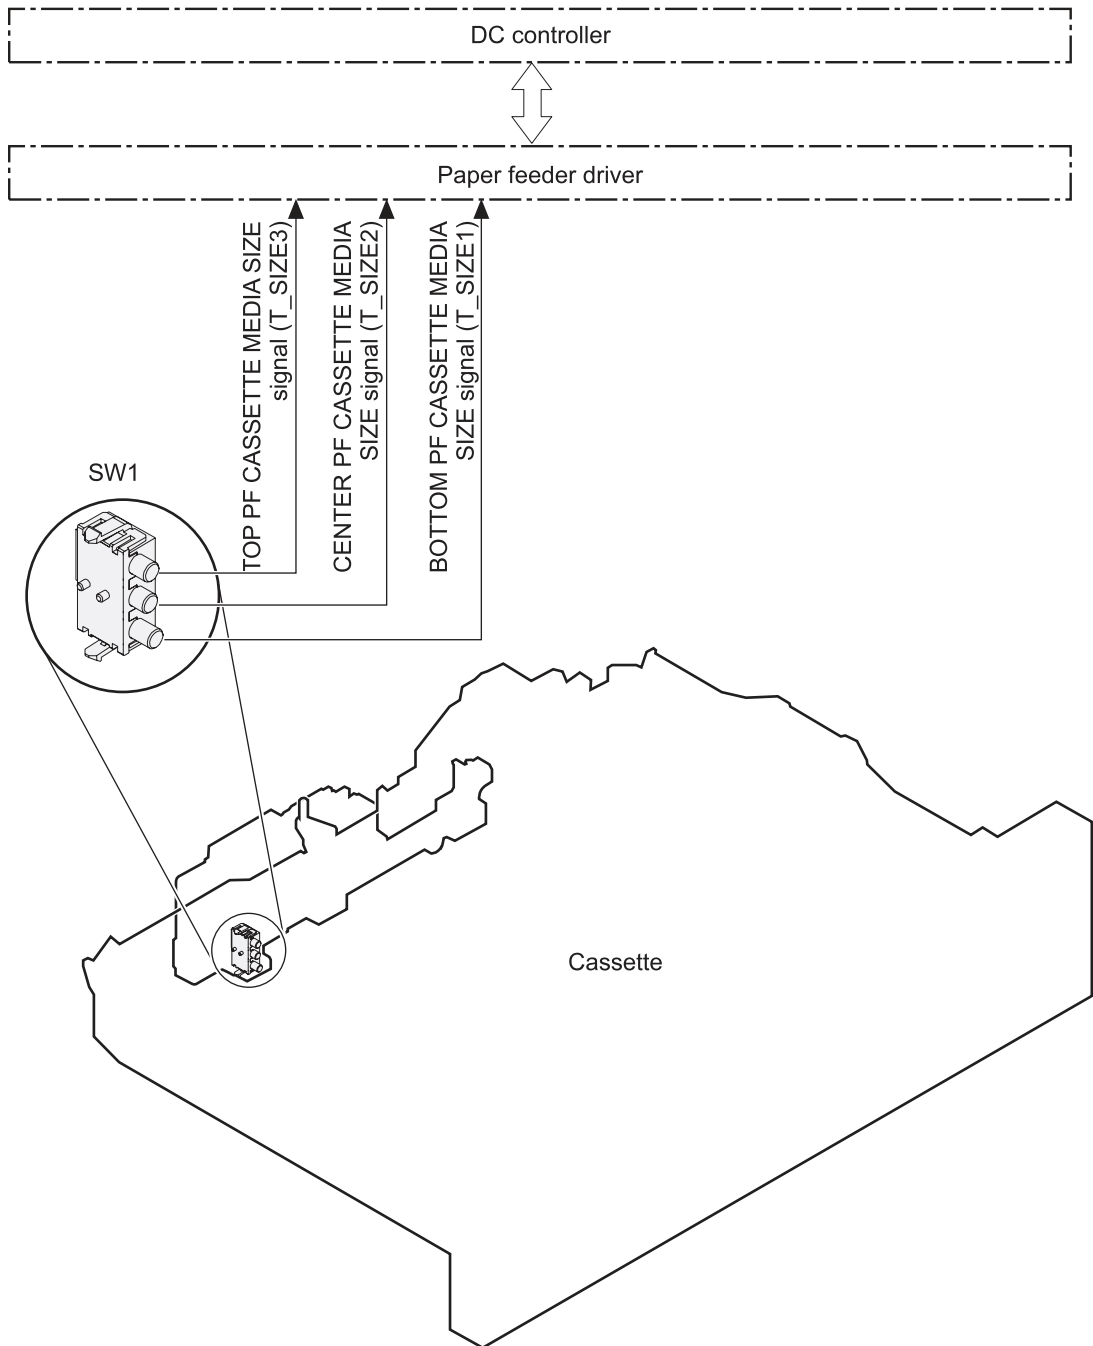 DC controller
Paper feeder driver
TOP PF CASSETTE MEDIA SIZE
signal (T_SIZE3)
CENTER PF CASSETTE MEDIA
SIZE signal (T_SIZE2)
BOTTOM PF CASSETTE MEDIA
SIZE signal (T_SIZE1)
SW1
Cassette